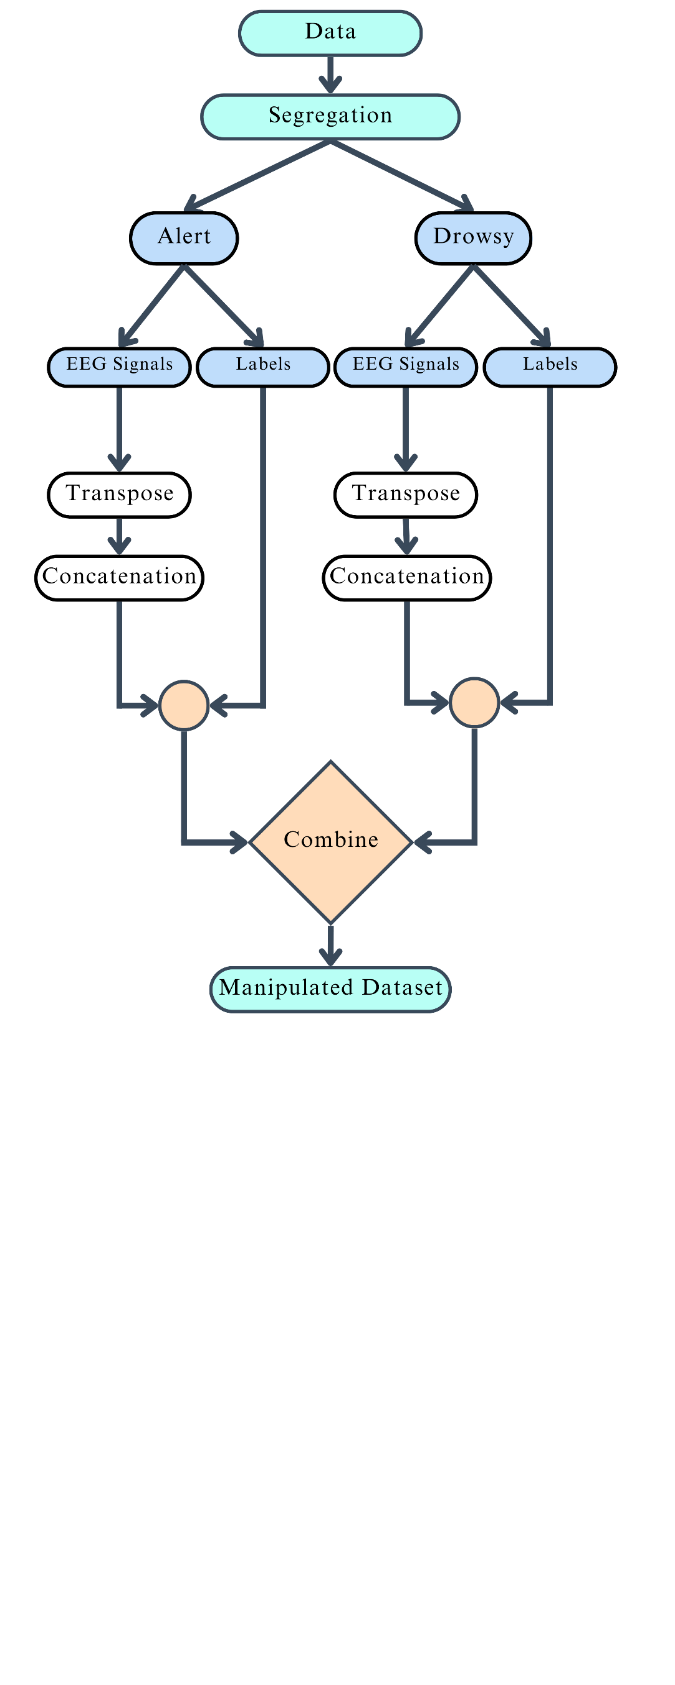 Data
Segregation
Alert
Drowsy
EEG Signals
Labels
EEG Signals
Labels
Transpose
Transpose
Concatenation
Concatenation
Combine
Manipulated Dataset